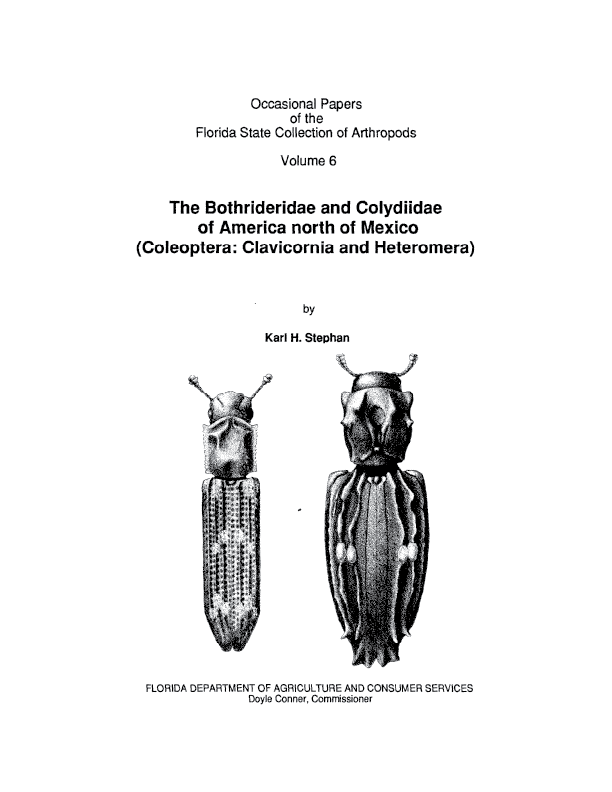 Occasional Papers
of the
Florida State Collection of Arthropods
Volume 6
The Bothrideridae and Colydiidae
of America north of Mexico
(Coleoptera: Clavicornia and Heteromera)
by
Karl H. Stephan
FLORIDA DEPARTMENT OF AGRICULTURE AND CONSUMER SERVICES
Doyle Conner, Commissioner